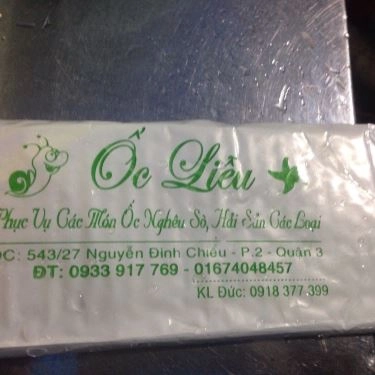 Ốc Liễu
Phục Vụ Các Món Ốc Nghêu Sò, Hải Sản Các Loại
ĐC: 543/27 Nguyễn Đình Chiểu - P.2 - Quận 3
ĐT: 0933 917 769 - 01674048457
KL Đức: 0918 377 399